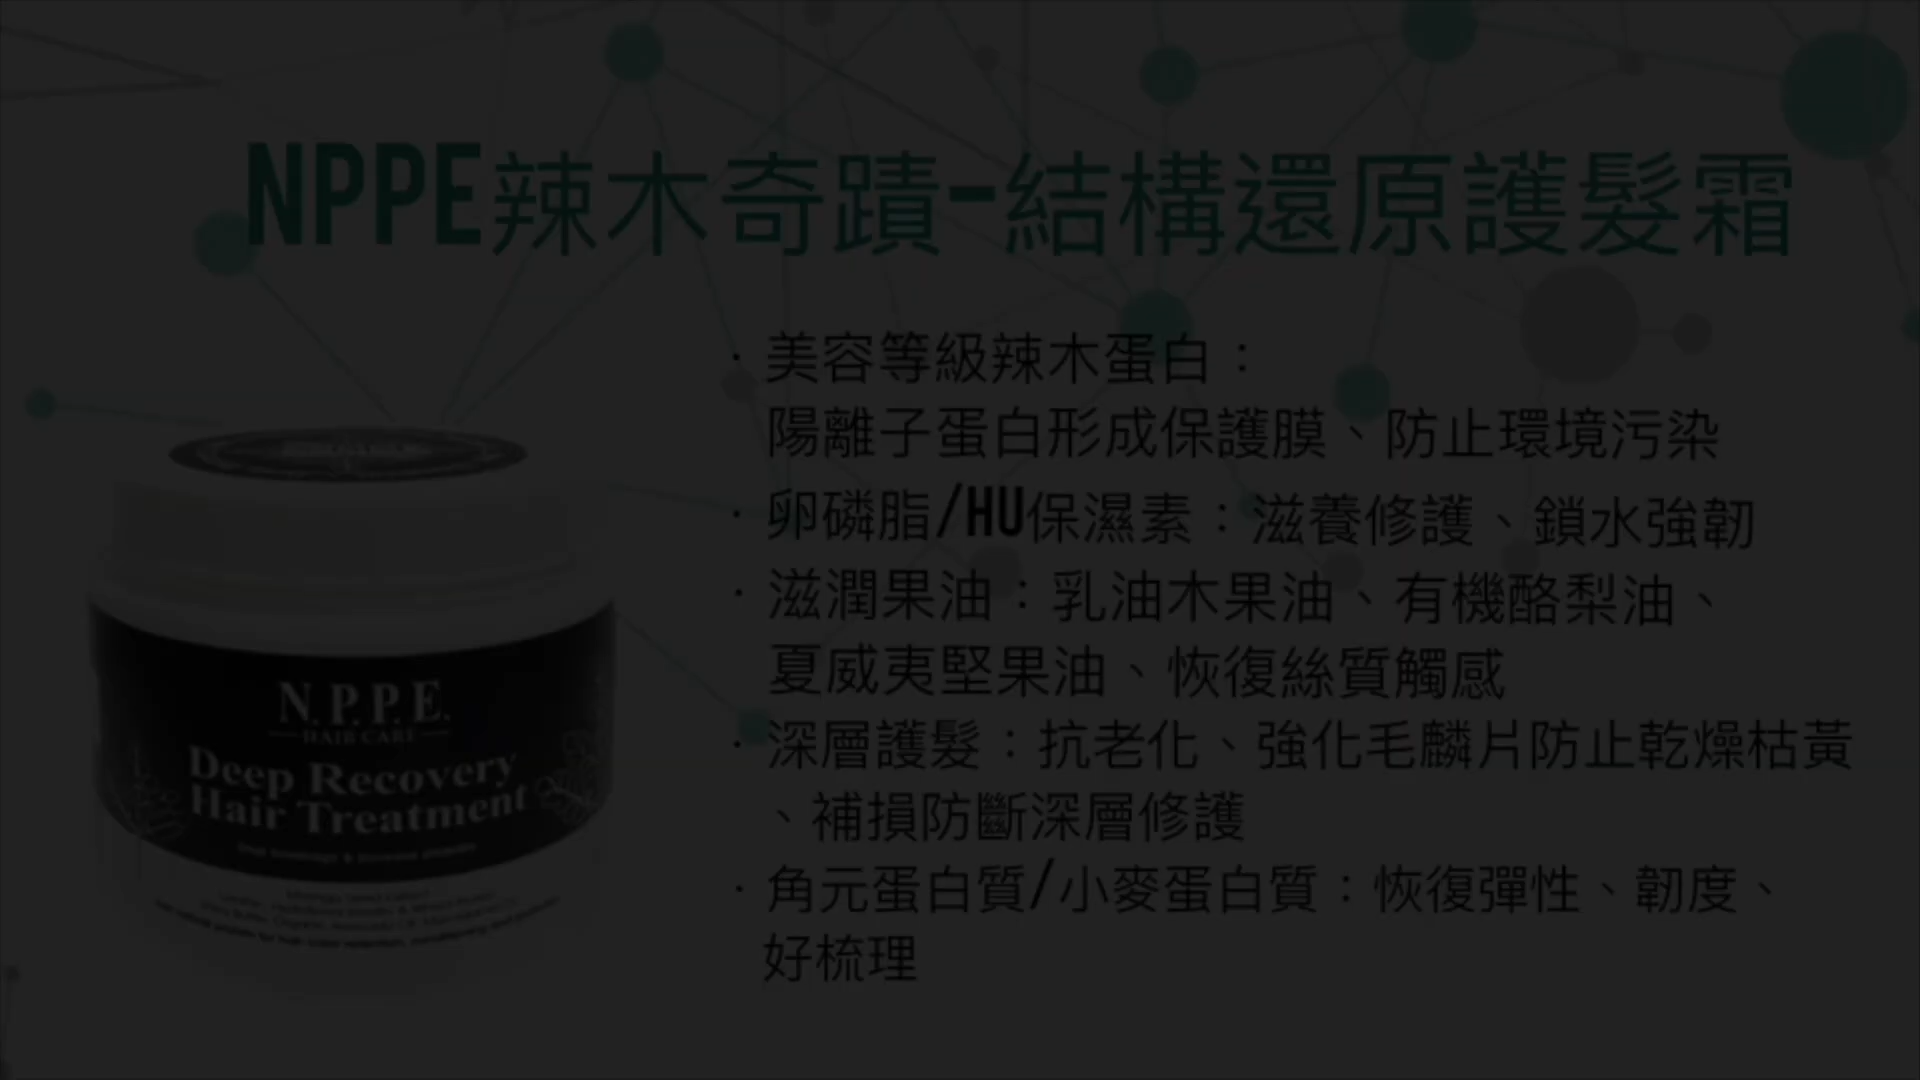 NPPE辣木奇蹟-結構還原護髮霜
· 美容等級辣木蛋白：
陽離子蛋白形成保護膜、防止環境污染
· 卵磷脂/HU保濕素：滋養修護、鎖水強韌
· 滋潤果油：乳油木果油、有機酪梨油、
夏威夷堅果油、恢復絲質觸感
· 深層護髮：抗老化、強化毛麟片防止乾燥枯黃
、補損防斷深層修護
· 角元蛋白質/小麥蛋白質：恢復彈性、韌度、
好梳理
N.P.P.E.
HAIR CARE
Deep Recovery
Hair Treatment